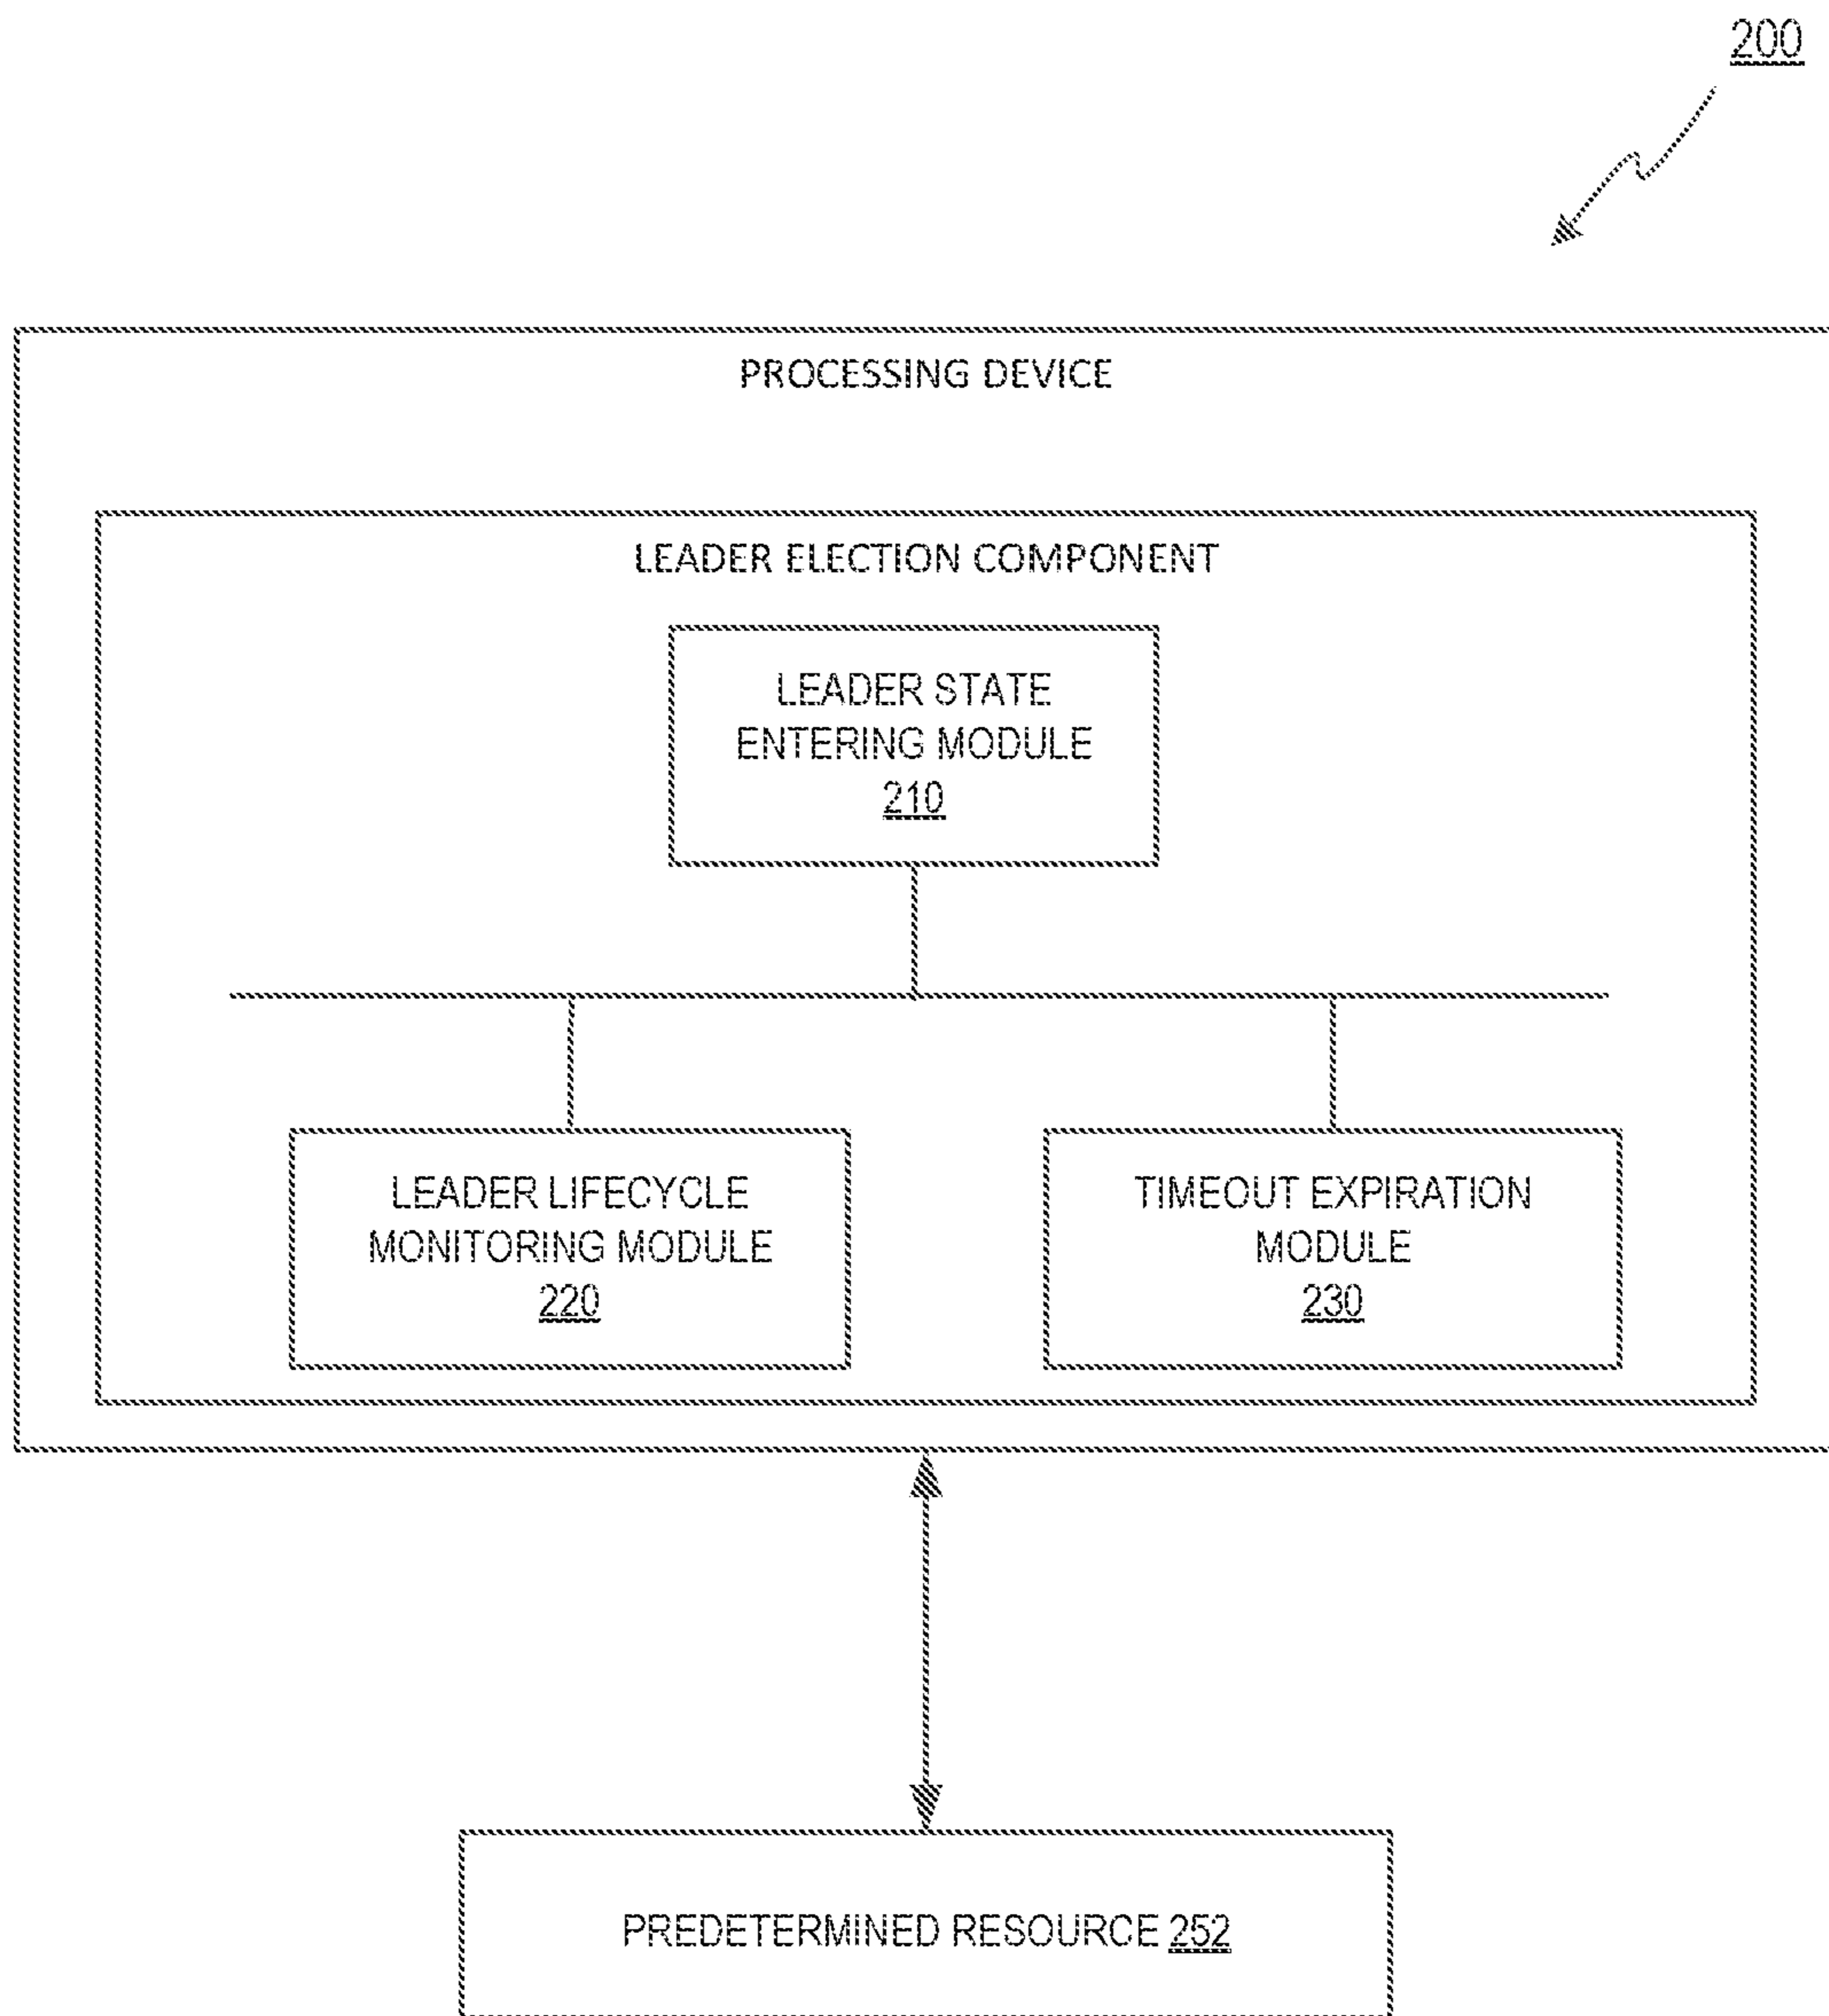 200
PROCESSING DEVICE
LEADER ELECTION COMPONENT
LEADER STATE
ENTERING MODULE
210
LEADER LIFECYCLE
MONITORING MODULE
220
TIMEOUT EXPIRATION
MODULE
230
PREDETERMINED RESOURCE 252